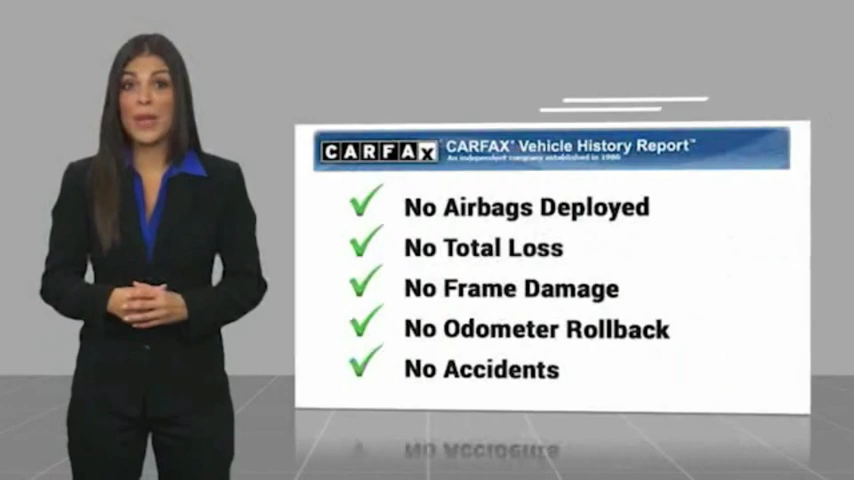 CARFAX CARFAX Vehicle History Report™
An independent company established in 1986
No Airbags Deployed
No Total Loss
No Frame Damage
No Odometer Rollback
No Accidents